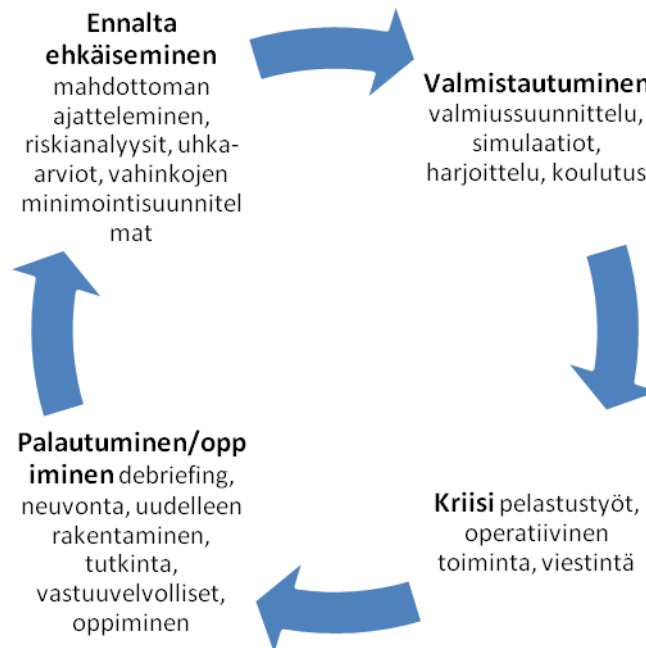 Ennalta
ehkäiseminen
mahdottoman
ajatteleminen,
riskianalyysit, uhka-
arviot, vahinkojen
minimointisuunnitel
mat
Valmistautuminen
valmiussuunnittelu,
simulaatiot,
harjoittelu, koulutus
Kriisi pelastustyöt,
operatiivinen
toiminta, viestintä
Palautuminen/opp
iminen debriefing,
neuvonta, uudelleen
rakentaminen,
tutkinta,
vastuuvelvolliset,
oppiminen